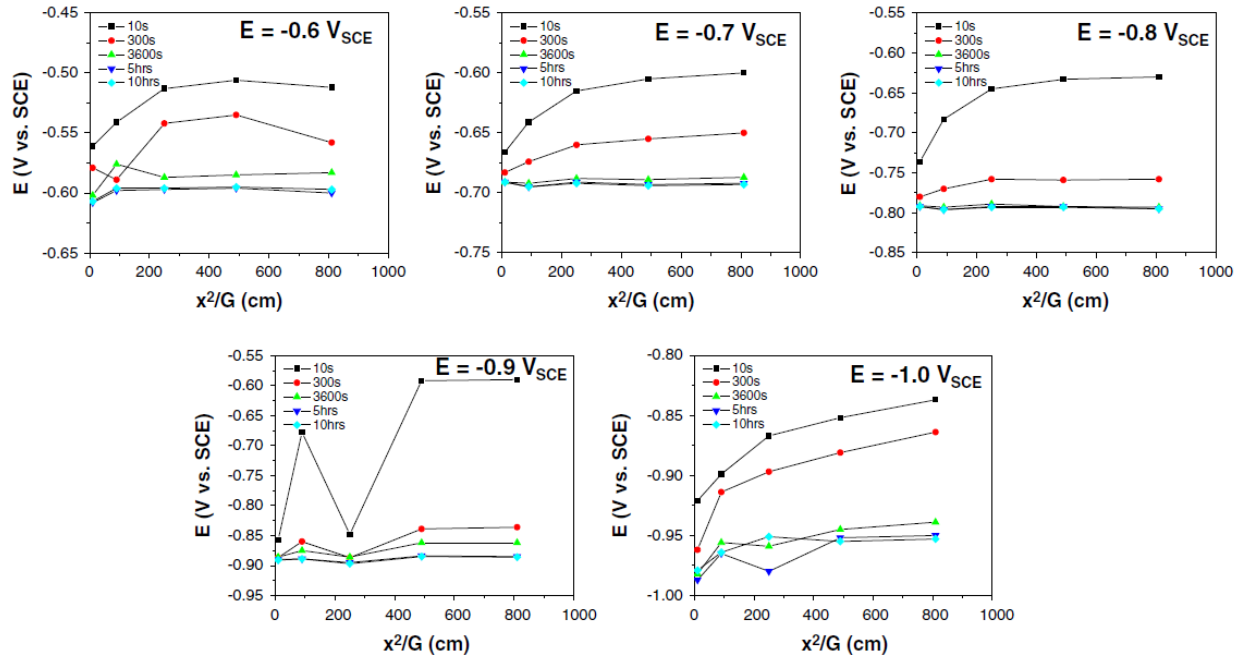 E = -0.6 V_SCE
10s
300s
3600s
5hrs
10hrs
E (V vs. SCE)
-0.45
-0.50
-0.55
-0.60
-0.65
0 200 400 600 800 1000
x²/G (cm)
E = -0.7 V_SCE
10s
300s
3600s
5hrs
10hrs
E (V vs. SCE)
-0.55
-0.60
-0.65
-0.70
-0.75
0 200 400 600 800 1000
x²/G (cm)
E = -0.8 V_SCE
10s
300s
3600s
5hrs
10hrs
E (V vs. SCE)
-0.55
-0.60
-0.65
-0.70
-0.75
-0.80
-0.85
0 200 400 600 800 1000
x²/G (cm)
E = -0.9 V_SCE
10s
300s
3600s
5hrs
10hrs
E (V vs. SCE)
-0.55
-0.60
-0.65
-0.70
-0.75
-0.80
-0.85
-0.90
-0.95
0 200 400 600 800 1000
x²/G (cm)
E = -1.0 V_SCE
10s
300s
3600s
5hrs
10hrs
E (V vs. SCE)
-0.80
-0.85
-0.90
-0.95
-1.00
0 200 400 600 800 1000
x²/G (cm)